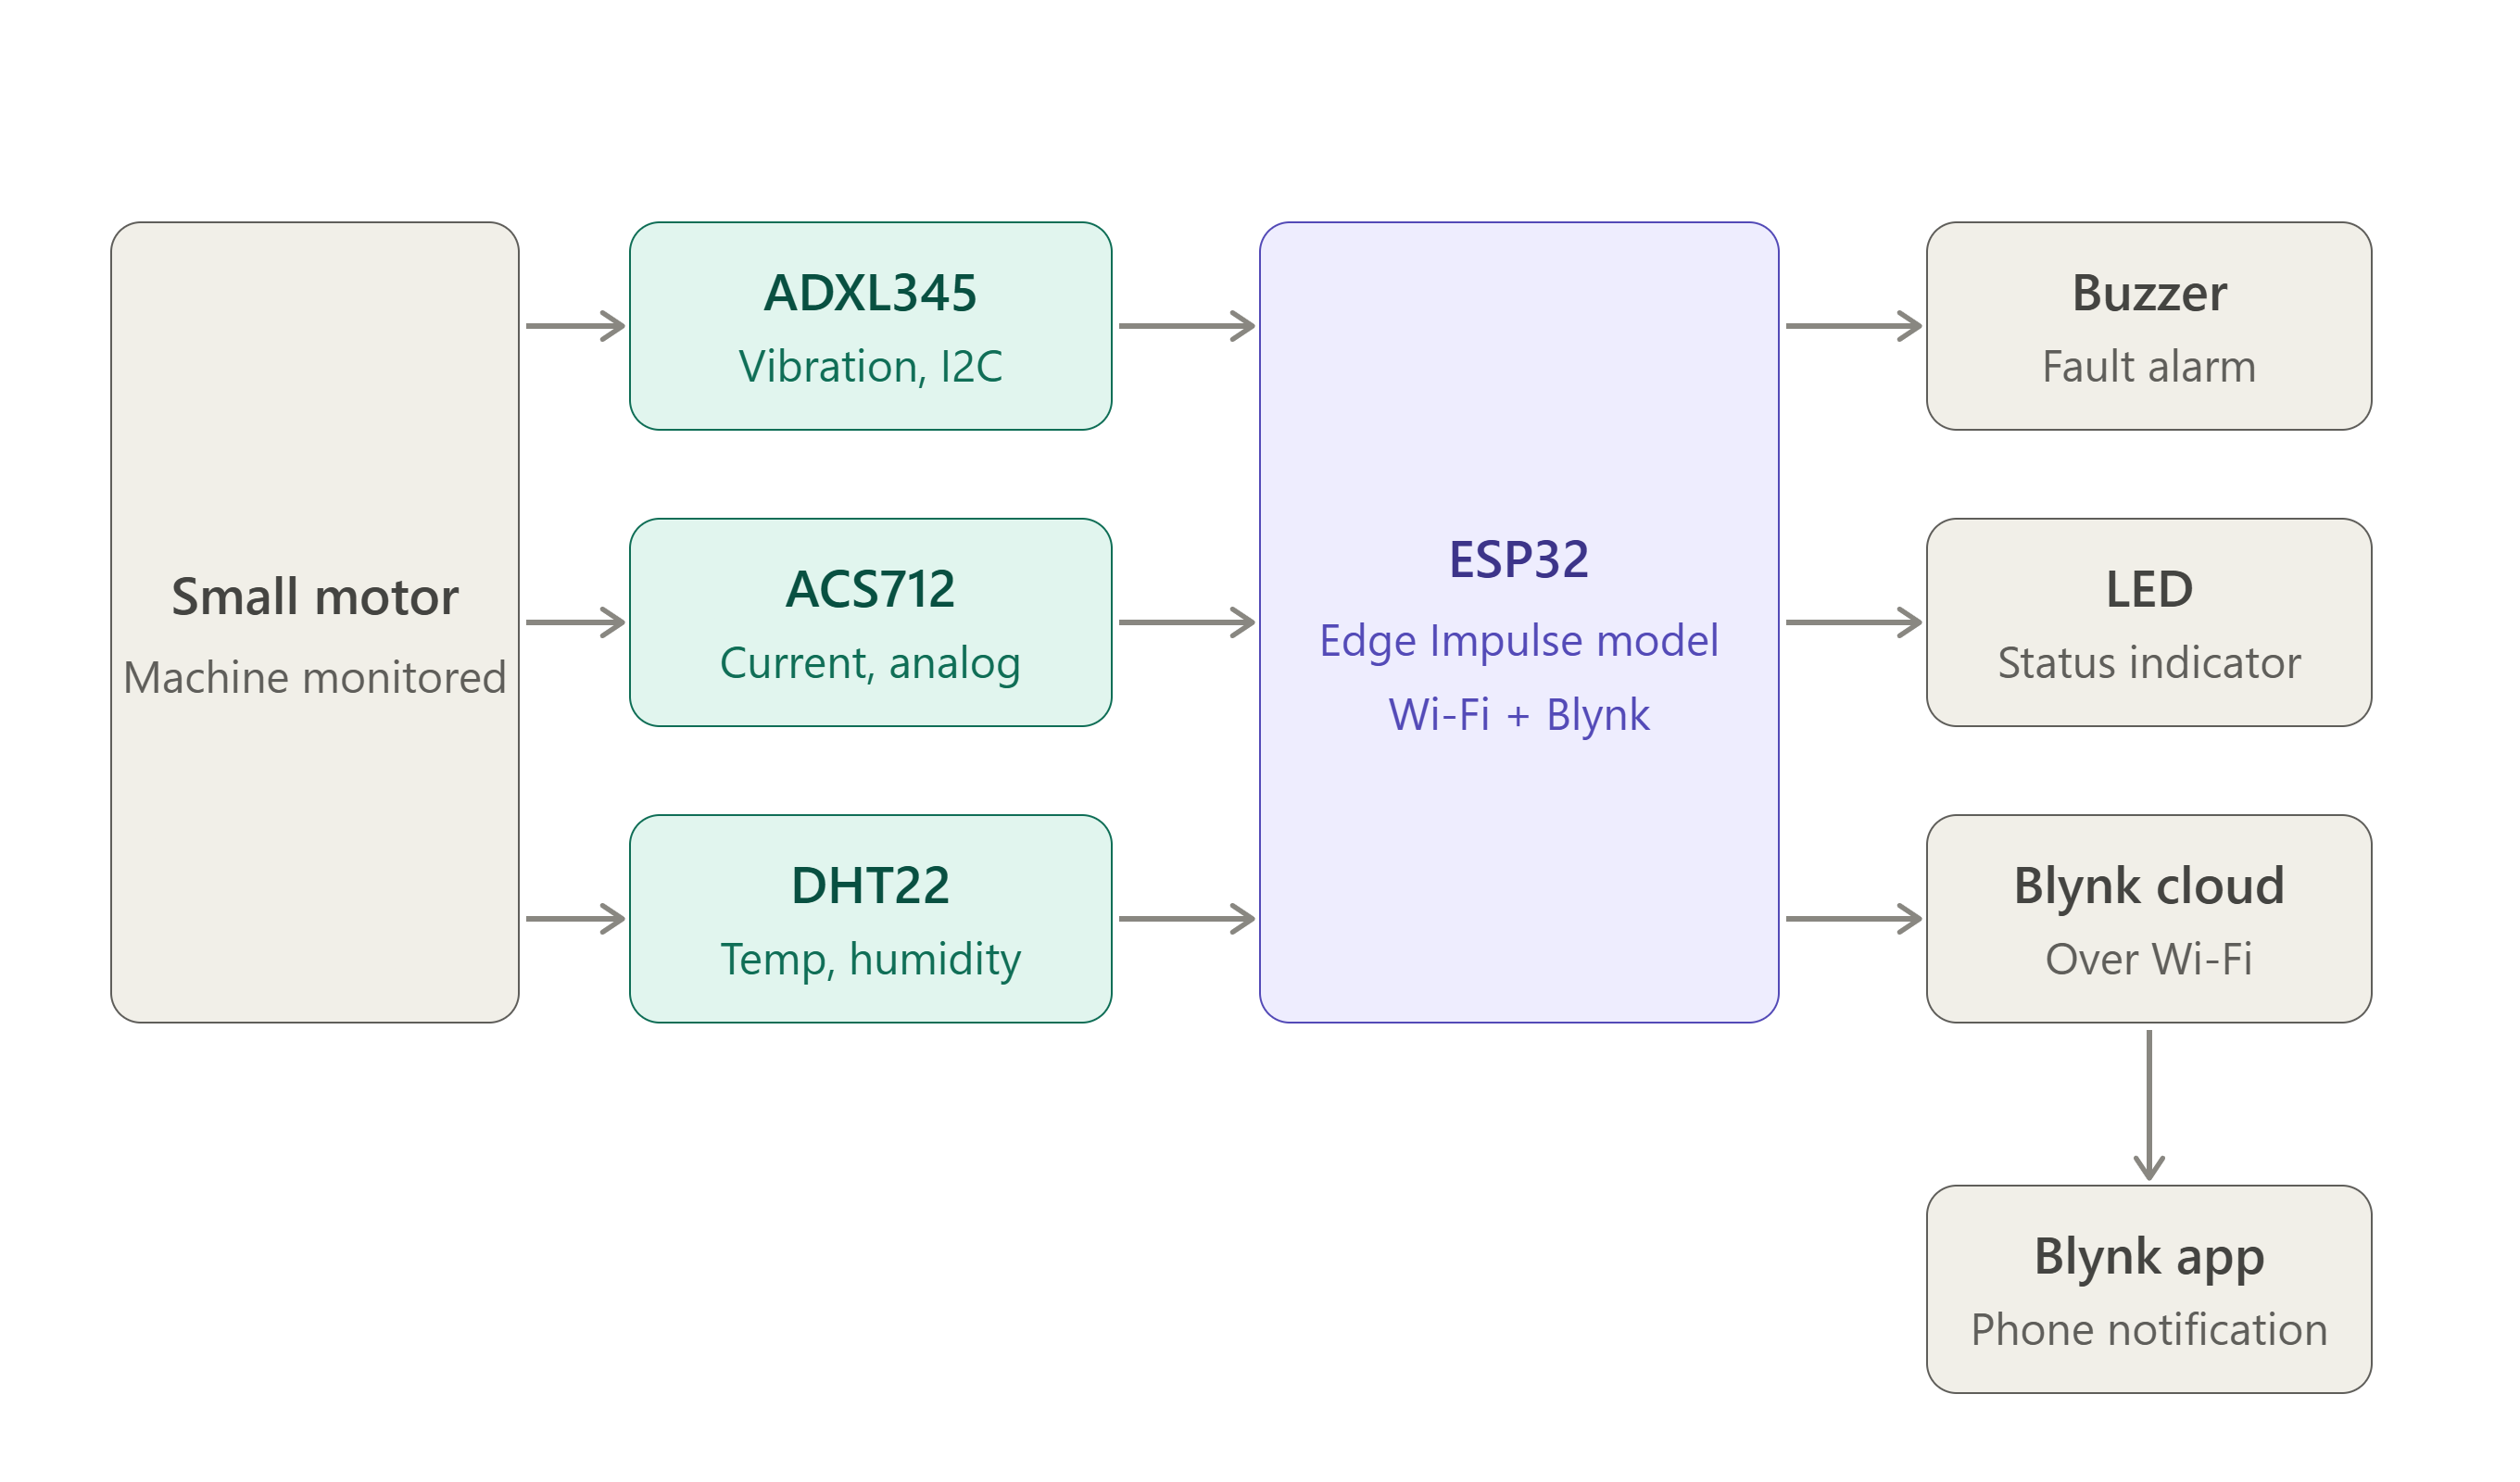 Small motor
Machine monitored
ADXL345
Vibration, I2C
ACS712
Current, analog
DHT22
Temp, humidity
ESP32
Edge Impulse model
Wi-Fi + Blynk
Buzzer
Fault alarm
LED
Status indicator
Blynk cloud
Over Wi-Fi
Blynk app
Phone notification